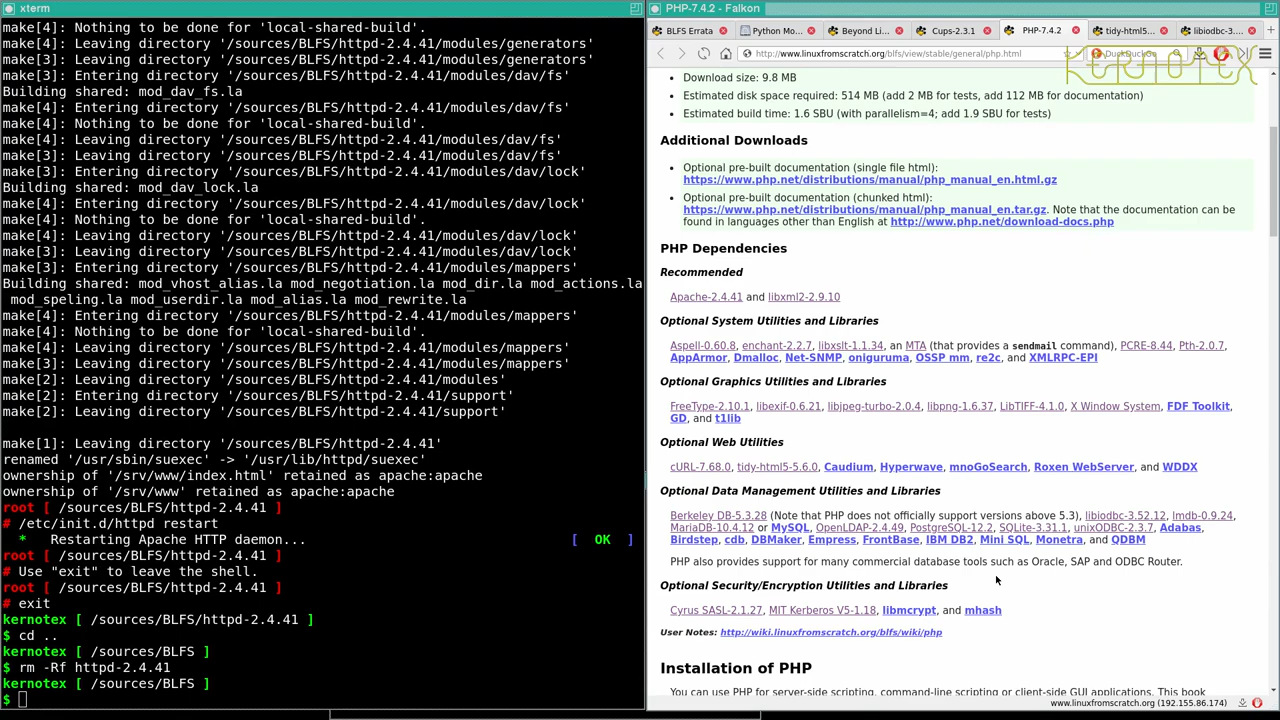 xterm
make[4]: Nothing to be done for 'local-shared-build'.
make[4]: Leaving directory '/sources/BLFS/httpd-2.4.41/modules/generators'
make[3]: Leaving directory '/sources/BLFS/httpd-2.4.41/modules/generators'
make[3]: Entering directory '/sources/BLFS/httpd-2.4.41/modules/dav/fs'
Building shared: mod_dav_fs.la
make[4]: Entering directory '/sources/BLFS/httpd-2.4.41/modules/dav/fs'
make[4]: Nothing to be done for 'local-shared-build'.
make[4]: Leaving directory '/sources/BLFS/httpd-2.4.41/modules/dav/fs'
make[3]: Leaving directory '/sources/BLFS/httpd-2.4.41/modules/dav/fs'
make[3]: Entering directory '/sources/BLFS/httpd-2.4.41/modules/dav/lock'
Building shared: mod_dav_lock.la
make[4]: Entering directory '/sources/BLFS/httpd-2.4.41/modules/dav/lock'
make[4]: Nothing to be done for 'local-shared-build'.
make[4]: Leaving directory '/sources/BLFS/httpd-2.4.41/modules/dav/lock'
make[3]: Leaving directory '/sources/BLFS/httpd-2.4.41/modules/dav/lock'
make[3]: Entering directory '/sources/BLFS/httpd-2.4.41/modules/mappers'
Building shared: mod_vhost_alias.la mod_negotiation.la mod_dir.la mod_actions.la
mod_speling.la mod_userdir.la mod_alias.la mod_rewrite.la
make[4]: Entering directory '/sources/BLFS/httpd-2.4.41/modules/mappers'
make[4]: Nothing to be done for 'local-shared-build'.
make[4]: Leaving directory '/sources/BLFS/httpd-2.4.41/modules/mappers'
make[3]: Leaving directory '/sources/BLFS/httpd-2.4.41/modules/mappers'
make[2]: Leaving directory '/sources/BLFS/httpd-2.4.41/modules'
make[2]: Entering directory '/sources/BLFS/httpd-2.4.41/support'
make[2]: Leaving directory '/sources/BLFS/httpd-2.4.41/support'
make[1]: Leaving directory '/sources/BLFS/httpd-2.4.41'
renamed '/usr/sbin/suexec' -> '/usr/lib/httpd/suexec'
ownership of '/srv/www/index.html' retained as apache:apache
ownership of '/srv/www' retained as apache:apache
root [ /sources/BLFS/httpd-2.4.41 ]
# /etc/init.d/httpd restart
* Restarting Apache HTTP daemon... [ OK ]
root [ /sources/BLFS/httpd-2.4.41 ]
# Use "exit" to leave the shell.
root [ /sources/BLFS/httpd-2.4.41 ]
# exit
kernotex [ /sources/BLFS/httpd-2.4.41 ]
$ cd ..
kernotex [ /sources/BLFS ]
$ rm -Rf httpd-2.4.41
kernotex [ /sources/BLFS ]
$
PHP-7.4.2 - Falkon
BLFS Errata Python Mo... Beyond Li... Cups-2.3.1 PHP-7.4.2 tidy-html5... libiodbc-3....
http://www.linuxfromscratch.org/blfs/view/stable/general/php.html DuckDuckGo
KERNOTEX
Download size: 9.8 MB
Estimated disk space required: 514 MB (add 2 MB for tests, add 112 MB for documentation)
Estimated build time: 1.6 SBU (with parallelism=4; add 1.9 SBU for tests)
Additional Downloads
Optional pre-built documentation (single file html):
https://www.php.net/distributions/manual/php_manual_en.html.gz
Optional pre-built documentation (chunked html):
https://www.php.net/distributions/manual/php_manual_en.tar.gz. Note that the documentation can be
found in languages other than English at http://www.php.net/download-docs.php
PHP Dependencies
Recommended
Apache-2.4.41 and libxml2-2.9.10
Optional System Utilities and Libraries
Aspell-0.60.8, enchant-2.2.7, libxslt-1.1.34, an MTA (that provides a sendmail command), PCRE-8.44, Pth-2.0.7,
AppArmor, Dmalloc, Net-SNMP, oniguruma, OSSP mm, re2c, and XMLRPC-EPI
Optional Graphics Utilities and Libraries
FreeType-2.10.1, libexif-0.6.21, libjpeg-turbo-2.0.4, libpng-1.6.37, LibTIFF-4.1.0, X Window System, FDF Toolkit,
GD, and t1lib
Optional Web Utilities
cURL-7.68.0, tidy-html5-5.6.0, Caudium, Hyperwave, mnoGoSearch, Roxen WebServer, and WDDX
Optional Data Management Utilities and Libraries
Berkeley DB-5.3.28 (Note that PHP does not officially support versions above 5.3), libiodbc-3.52.12, lmdb-0.9.24,
MariaDB-10.4.12 or MySQL, OpenLDAP-2.4.49, PostgreSQL-12.2, SQLite-3.31.1, unixODBC-2.3.7, Adabas,
Birdstep, cdb, DBMaker, Empress, FrontBase, IBM DB2, Mini SQL, Monetra, and QDBM
PHP also provides support for many commercial database tools such as Oracle, SAP and ODBC Router.
Optional Security/Encryption Utilities and Libraries
Cyrus SASL-2.1.27, MIT Kerberos V5-1.18, libmcrypt, and mhash
User Notes: http://wiki.linuxfromscratch.org/blfs/wiki/php
Installation of PHP
You can use PHP for server-side scripting, command-line scripting or client-side GUI applications. This book
www.linuxfromscratch.org (192.155.86.174)